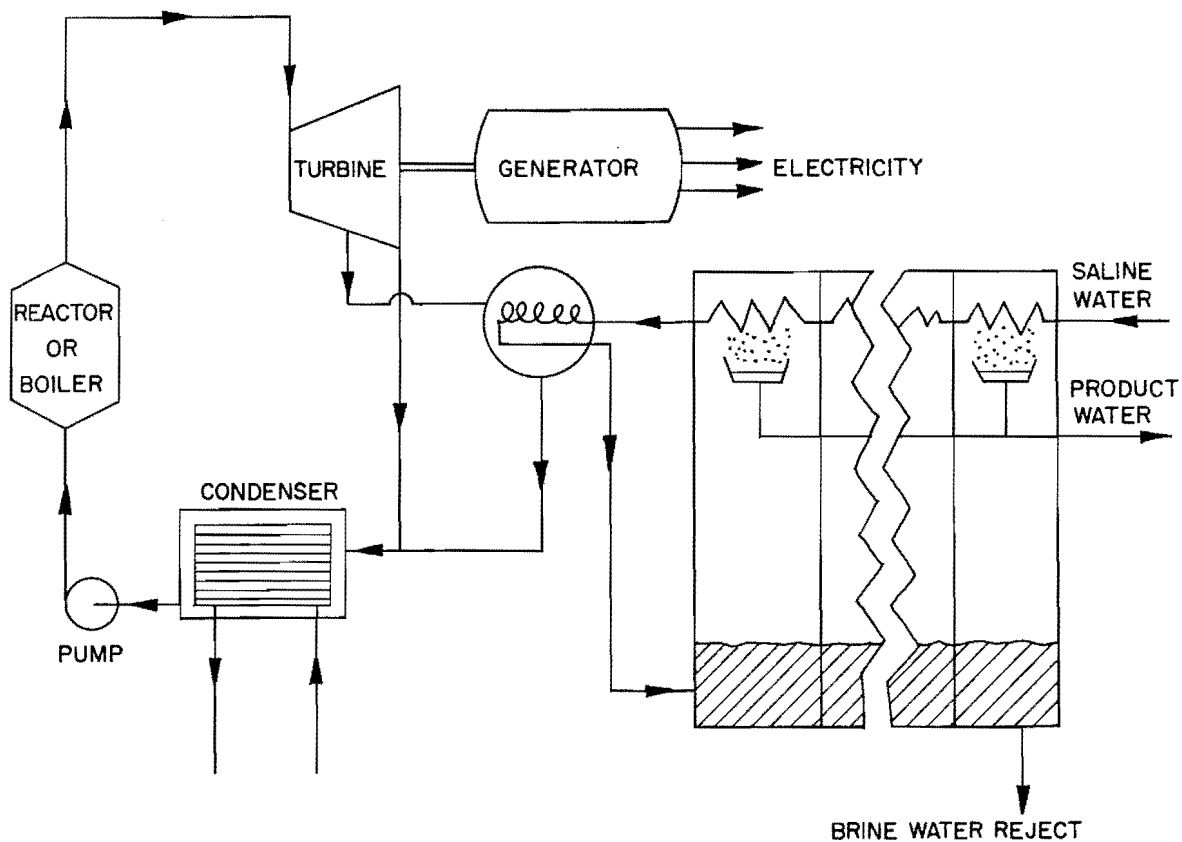 TURBINE
GENERATOR
ELECTRICITY
REACTOR
OR
BOILER
SALINE
WATER
PRODUCT
WATER
CONDENSER
PUMP
BRINE WATER REJECT